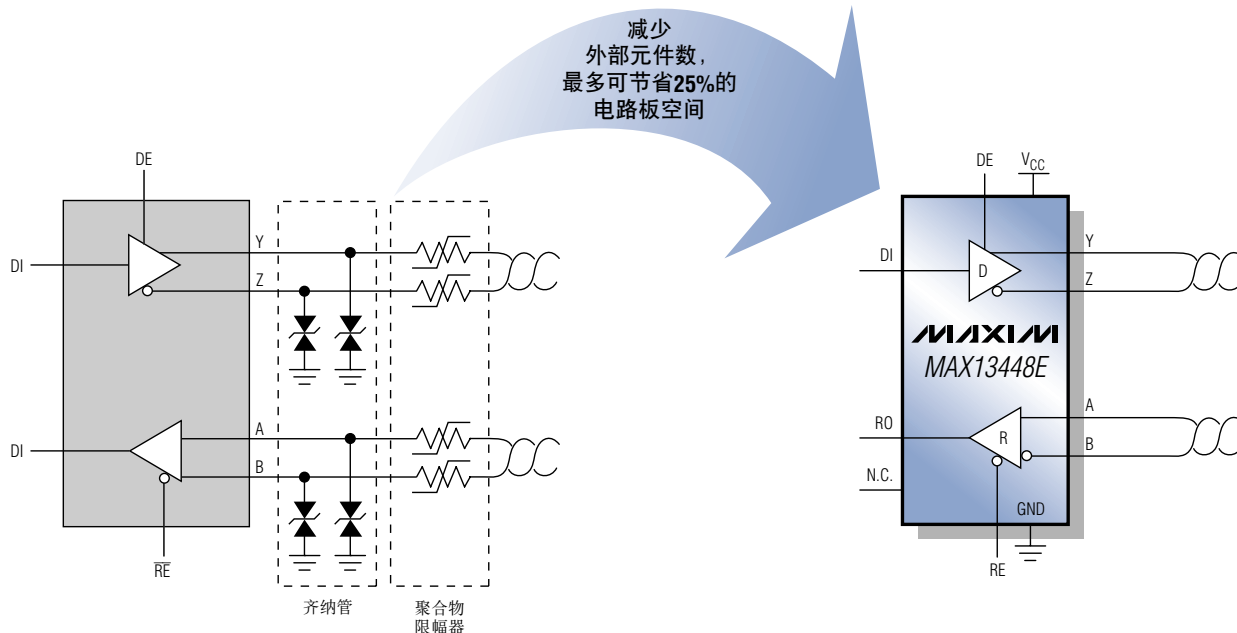 减少
外部元件数，
最多可节省25%的
电路板空间
DE
DI
Y
Z
A
B
DI
R̅E̅
齐纳管
聚合物
限幅器
DE
VCC
DI
D
Y
Z
MAXIM
MAX13448E
RO
R
A
B
N.C.
GND
RE